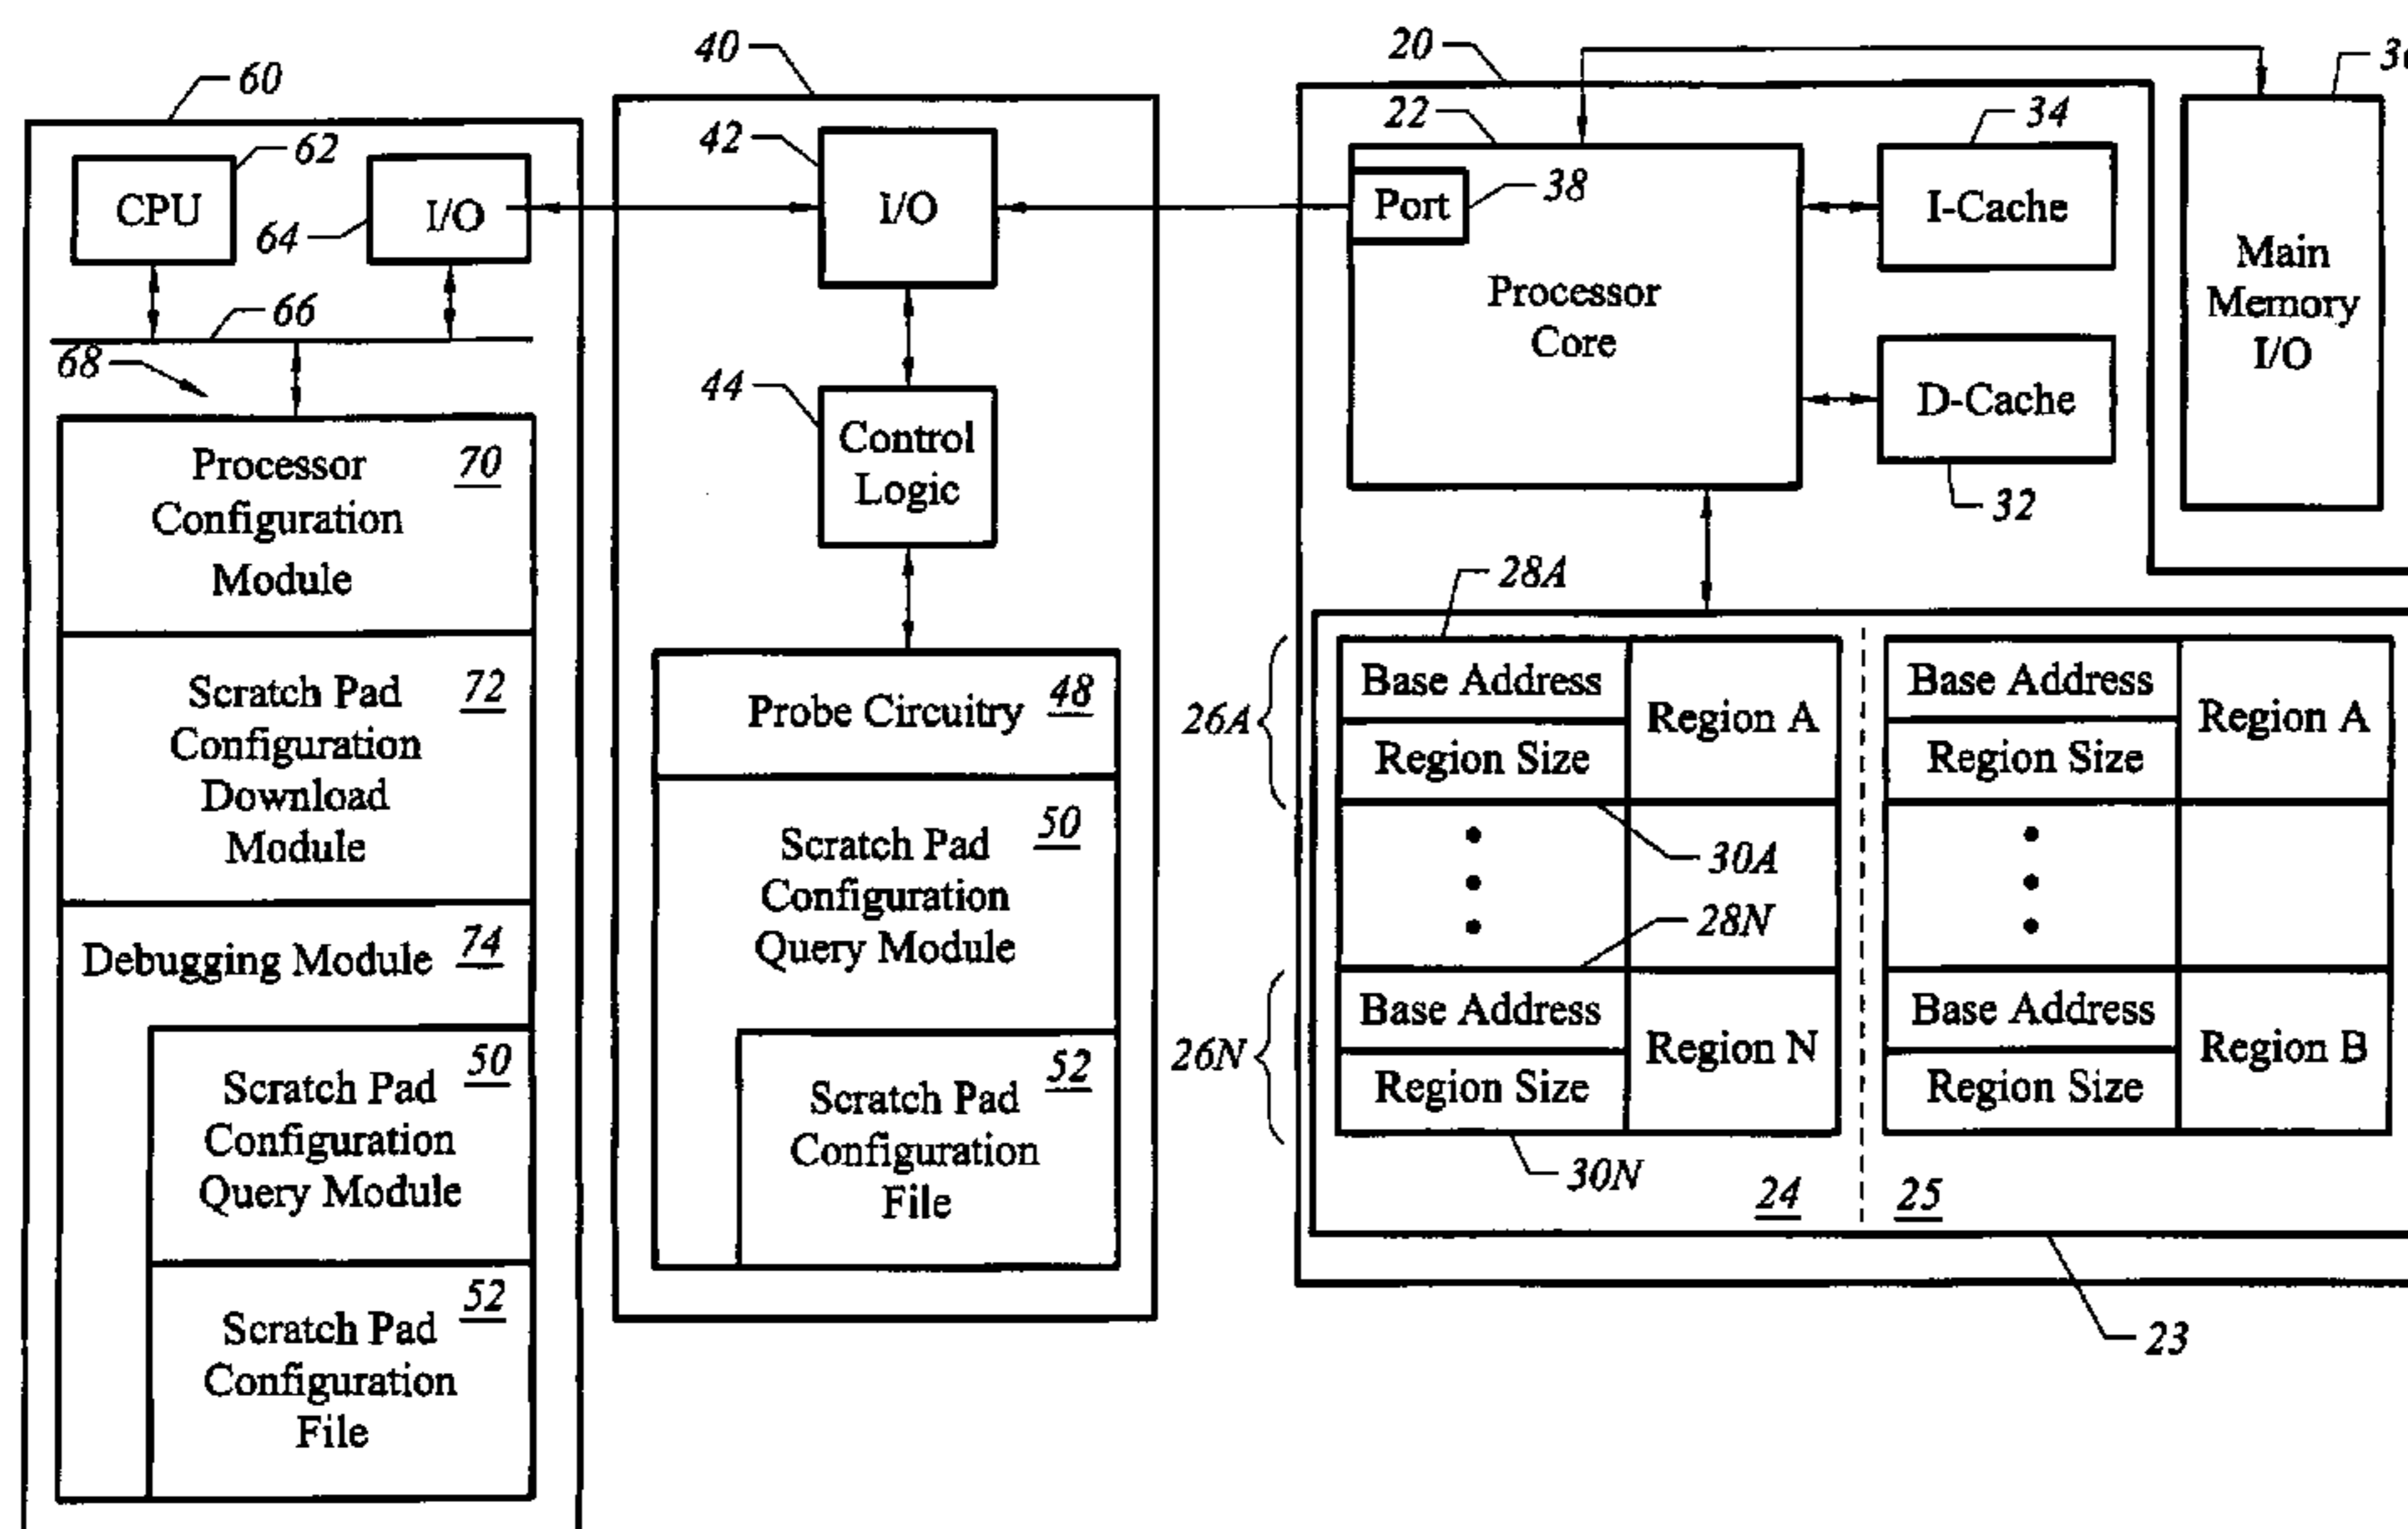 60
62
CPU
I/O
64
66
68
Processor
Configuration
Module
70
Scratch Pad
Configuration
Download
Module
72
Debugging Module
74
Scratch Pad
Configuration
Query Module
50
Scratch Pad
Configuration
File
52
40
42
I/O
44
Control
Logic
Probe Circuitry
48
Scratch Pad
Configuration
Query Module
50
Scratch Pad
Configuration
File
52
20
22
Port
38
Processor
Core
34
I-Cache
D-Cache
32
Main
Memory
I/O
28A
26A
Base Address
Region Size
Region A
30A
28N
26N
Base Address
Region Size
Region N
30N
24
Base Address
Region Size
Region A
Base Address
Region Size
Region B
25
23